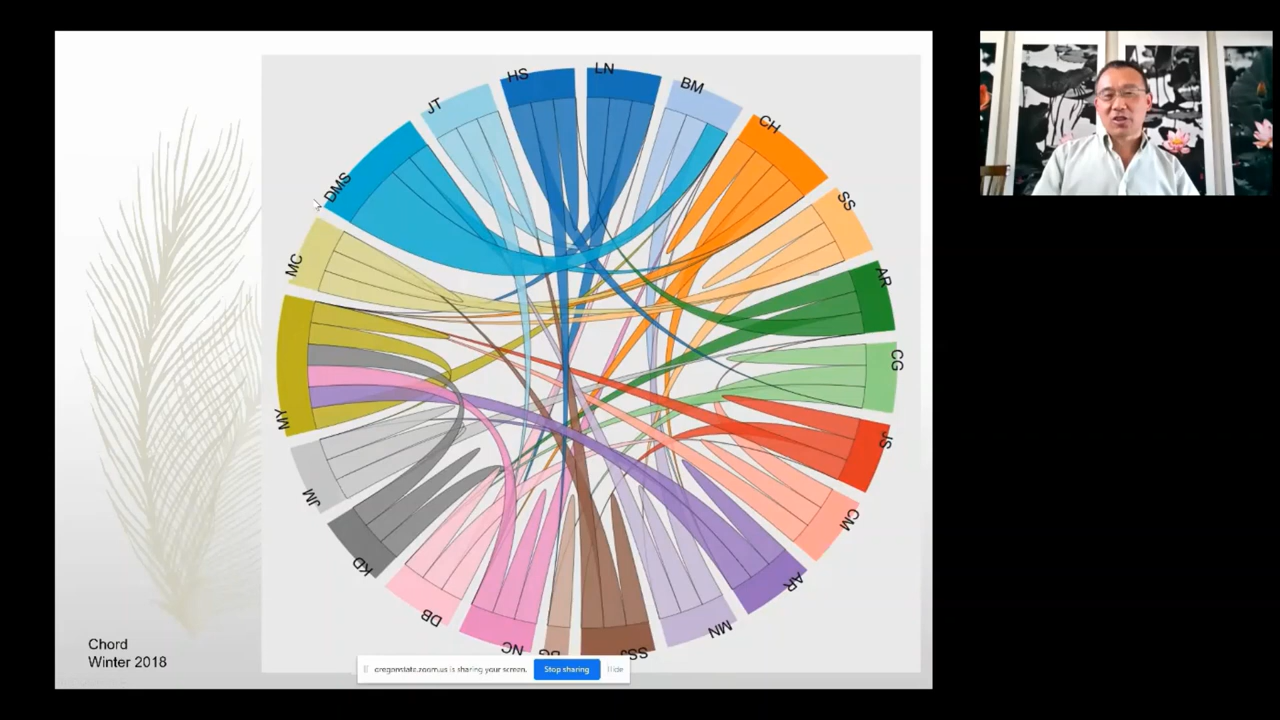 HS
LN
BM
CH
SS
AR
CG
JS
CM
AR
MN
SSJ
NC
DB
KD
JM
MY
MC
DMS
JT
Chord
Winter 2018
oregonstate.zoom.us is sharing your screen.
Stop sharing
Hide